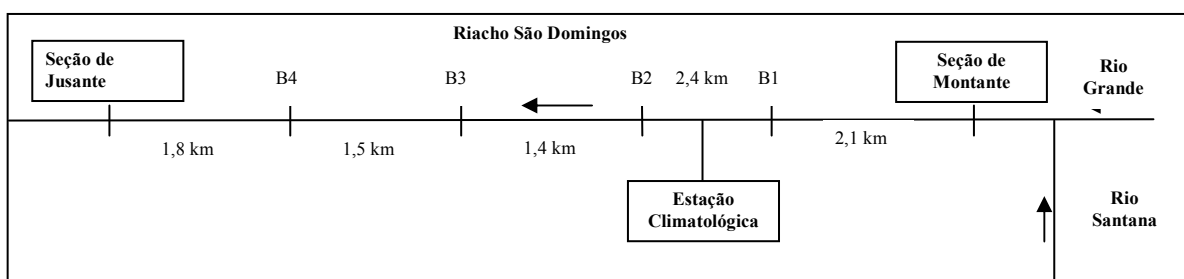 Riacho São Domingos
Seção de
Jusante
B4
B3
B2
2,4 km
B1
Seção de
Montante
Rio
Grande
1,8 km
1,5 km
1,4 km
2,1 km
Estação
Climatológica
Rio
Santana